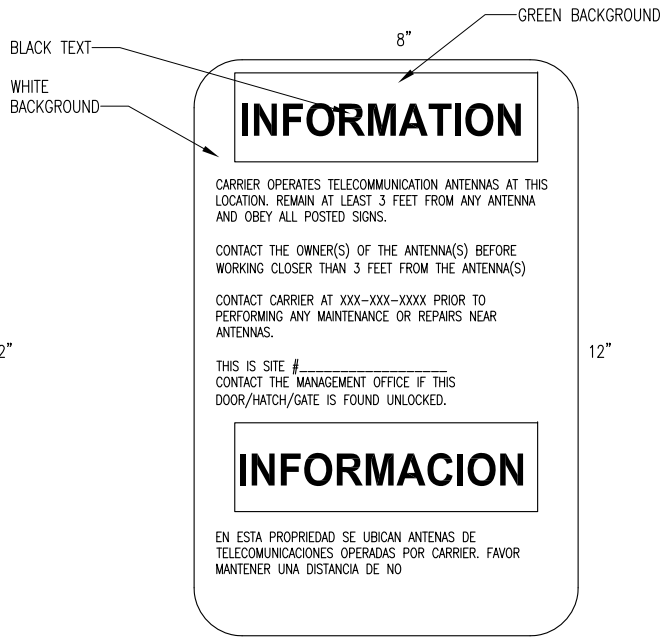 GREEN BACKGROUND
8"
BLACK TEXT
WHITE
BACKGROUND
INFORMATION
CARRIER OPERATES TELECOMMUNICATION ANTENNAS AT THIS
LOCATION. REMAIN AT LEAST 3 FEET FROM ANY ANTENNA
AND OBEY ALL POSTED SIGNS.
CONTACT THE OWNER(S) OF THE ANTENNA(S) BEFORE
WORKING CLOSER THAN 3 FEET FROM THE ANTENNA(S)
CONTACT CARRIER AT XXX-XXX-XXXX PRIOR TO
PERFORMING ANY MAINTENANCE OR REPAIRS NEAR
ANTENNAS.
2"
12"
THIS IS SITE #__________________
CONTACT THE MANAGEMENT OFFICE IF THIS
DOOR/HATCH/GATE IS FOUND UNLOCKED.
INFORMACION
EN ESTA PROPRIEDAD SE UBICAN ANTENAS DE
TELECOMUNICACIONES OPERADAS POR CARRIER. FAVOR
MANTENER UNA DISTANCIA DE NO